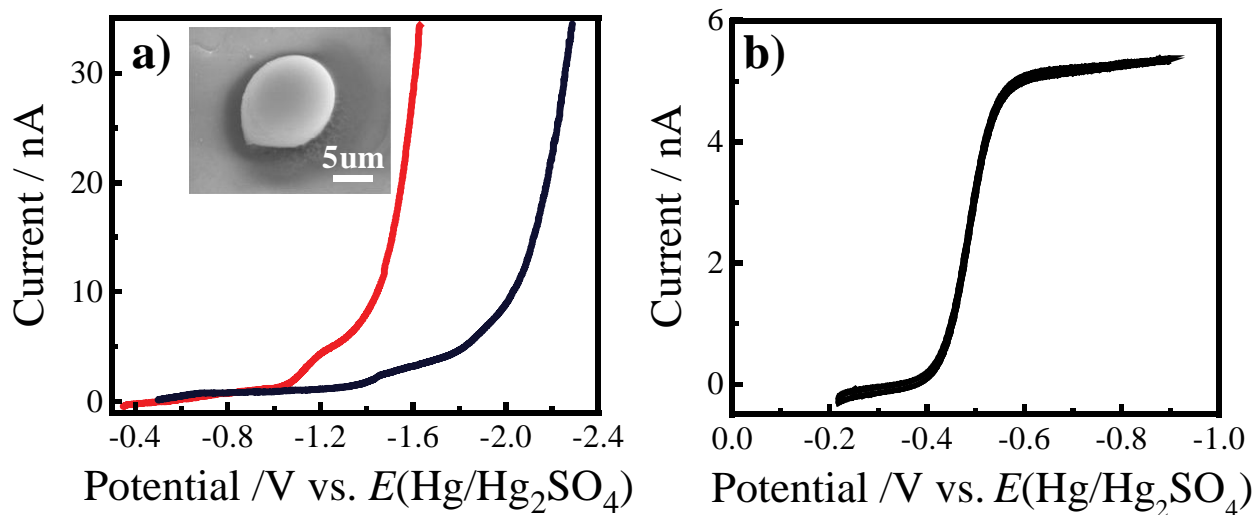 a)
5um
30
20
10
0
-0.4 -0.8 -1.2 -1.6 -2.0 -2.4
Current / nA
Potential /V vs. E(Hg/Hg₂SO₄)
b)
6
4
2
0
0.0 -0.2 -0.4 -0.6 -0.8 -1.0
Current / nA
Potential /V vs. E(Hg/Hg₂SO₄)